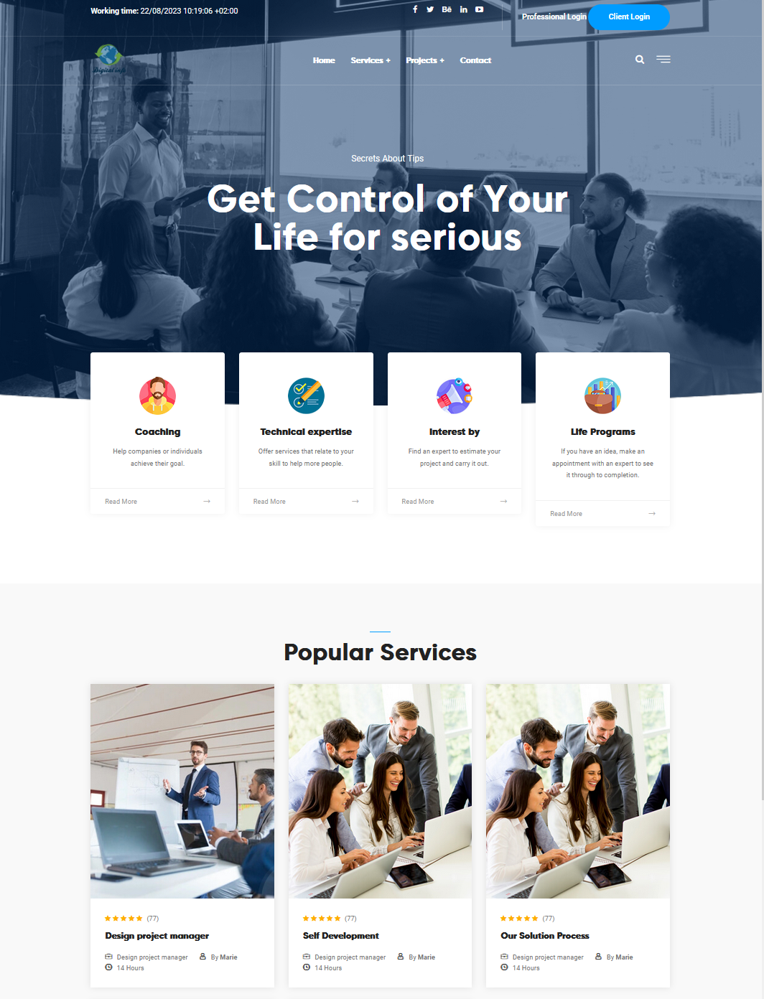 Working time: 22/08/2023 10:19:06 +02:00
Bē
Professional Login
Client Login
Digital info
Home
Services +
Projects +
Contact
Secrets About Tips
Get Control of Your
Life for serious
Coaching
Help companies or individuals
achieve their goal.
Read More
Technical expertise
Offer services that relate to your
skill to help more people.
Read More
Interest by
Find an expert to estimate your
project and carry it out.
Read More
Life Programs
If you have an idea, make an
appointment with an expert to see
it through to completion.
Read More
Popular Services
(77)
Design project manager
Design project manager By Marie
14 Hours
(77)
Self Development
Design project manager By Marie
14 Hours
(77)
Our Solution Process
Design project manager By Marie
14 Hours